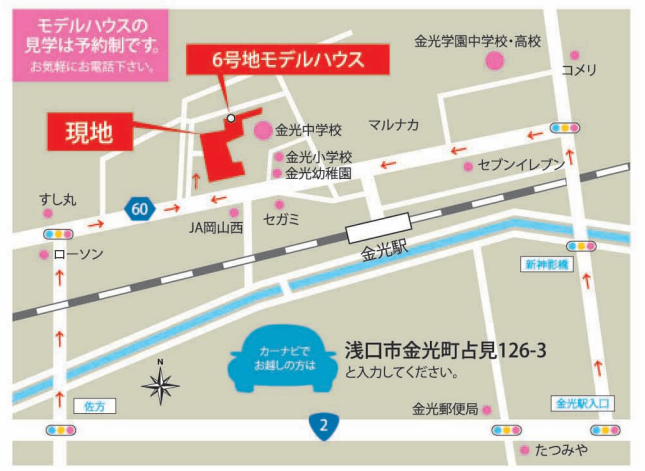 モデルハウスの
見学は予約制です。
お気軽にお電話下さい。
6号地モデルハウス
金光学園中学校・高校
コメリ
現地
金光中学校
マルナカ
金光小学校
金光幼稚園
セブンイレブン
すし丸
60
JA岡山西
セガミ
ローソン
金光駅
新神影橋
カーナビで
お越しの方は
浅口市金光町占見126-3
と入力してください。
N
佐方
金光郵便局
金光駅入口
2
たつみや